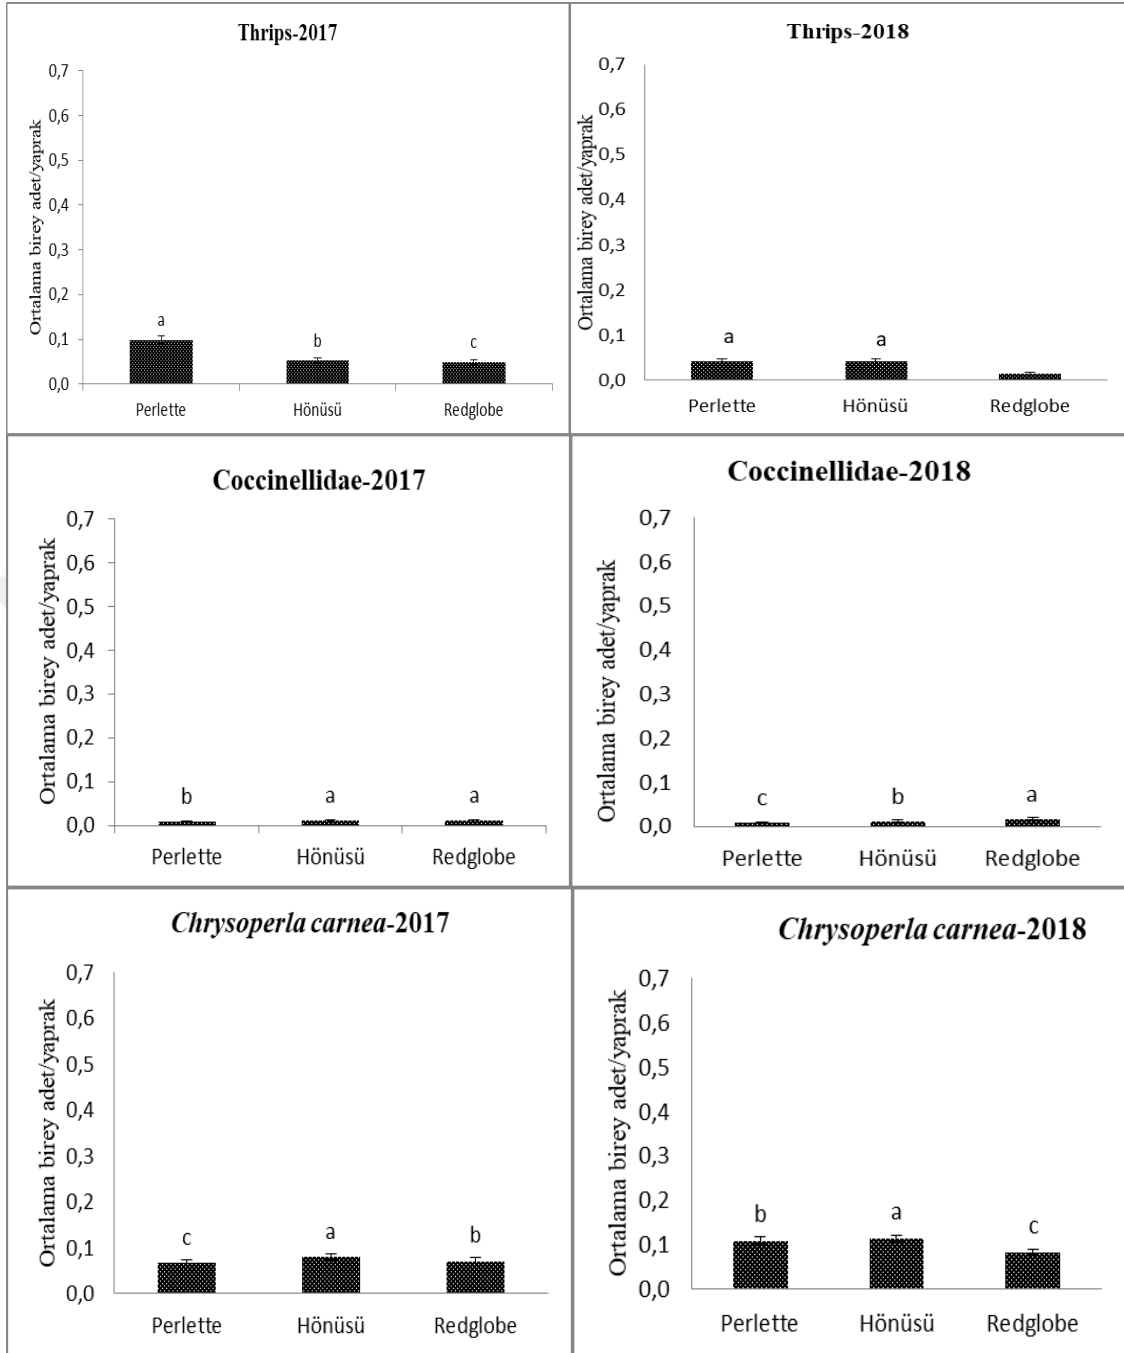 Thrips-2017
Ortalama birey adet/yaprak
0,7
0,6
0,5
0,4
0,3
0,2
0,1
0,0
a
b
c
Perlette Hönüsü Redglobe
Thrips-2018
Ortalama birey adet/yaprak
0,7
0,6
0,5
0,4
0,3
0,2
0,1
0,0
a
a
Perlette Hönüsü Redglobe
Coccinellidae-2017
Ortalama birey adet/yaprak
0,7
0,6
0,5
0,4
0,3
0,2
0,1
0,0
b
a
a
Perlette Hönüsü Redglobe
Coccinellidae-2018
Ortalama birey adet/yaprak
0,7
0,6
0,5
0,4
0,3
0,2
0,1
0,0
c
b
a
Perlette Hönüsü Redglobe
Chrysoperla carnea-2017
Ortalama birey adet/yaprak
0,7
0,6
0,5
0,4
0,3
0,2
0,1
0,0
c
a
b
Perlette Hönüsü Redglobe
Chrysoperla carnea-2018
Ortalama birey adet/yaprak
0,7
0,6
0,5
0,4
0,3
0,2
0,1
0,0
b
a
c
Perlette Hönüsü Redglobe